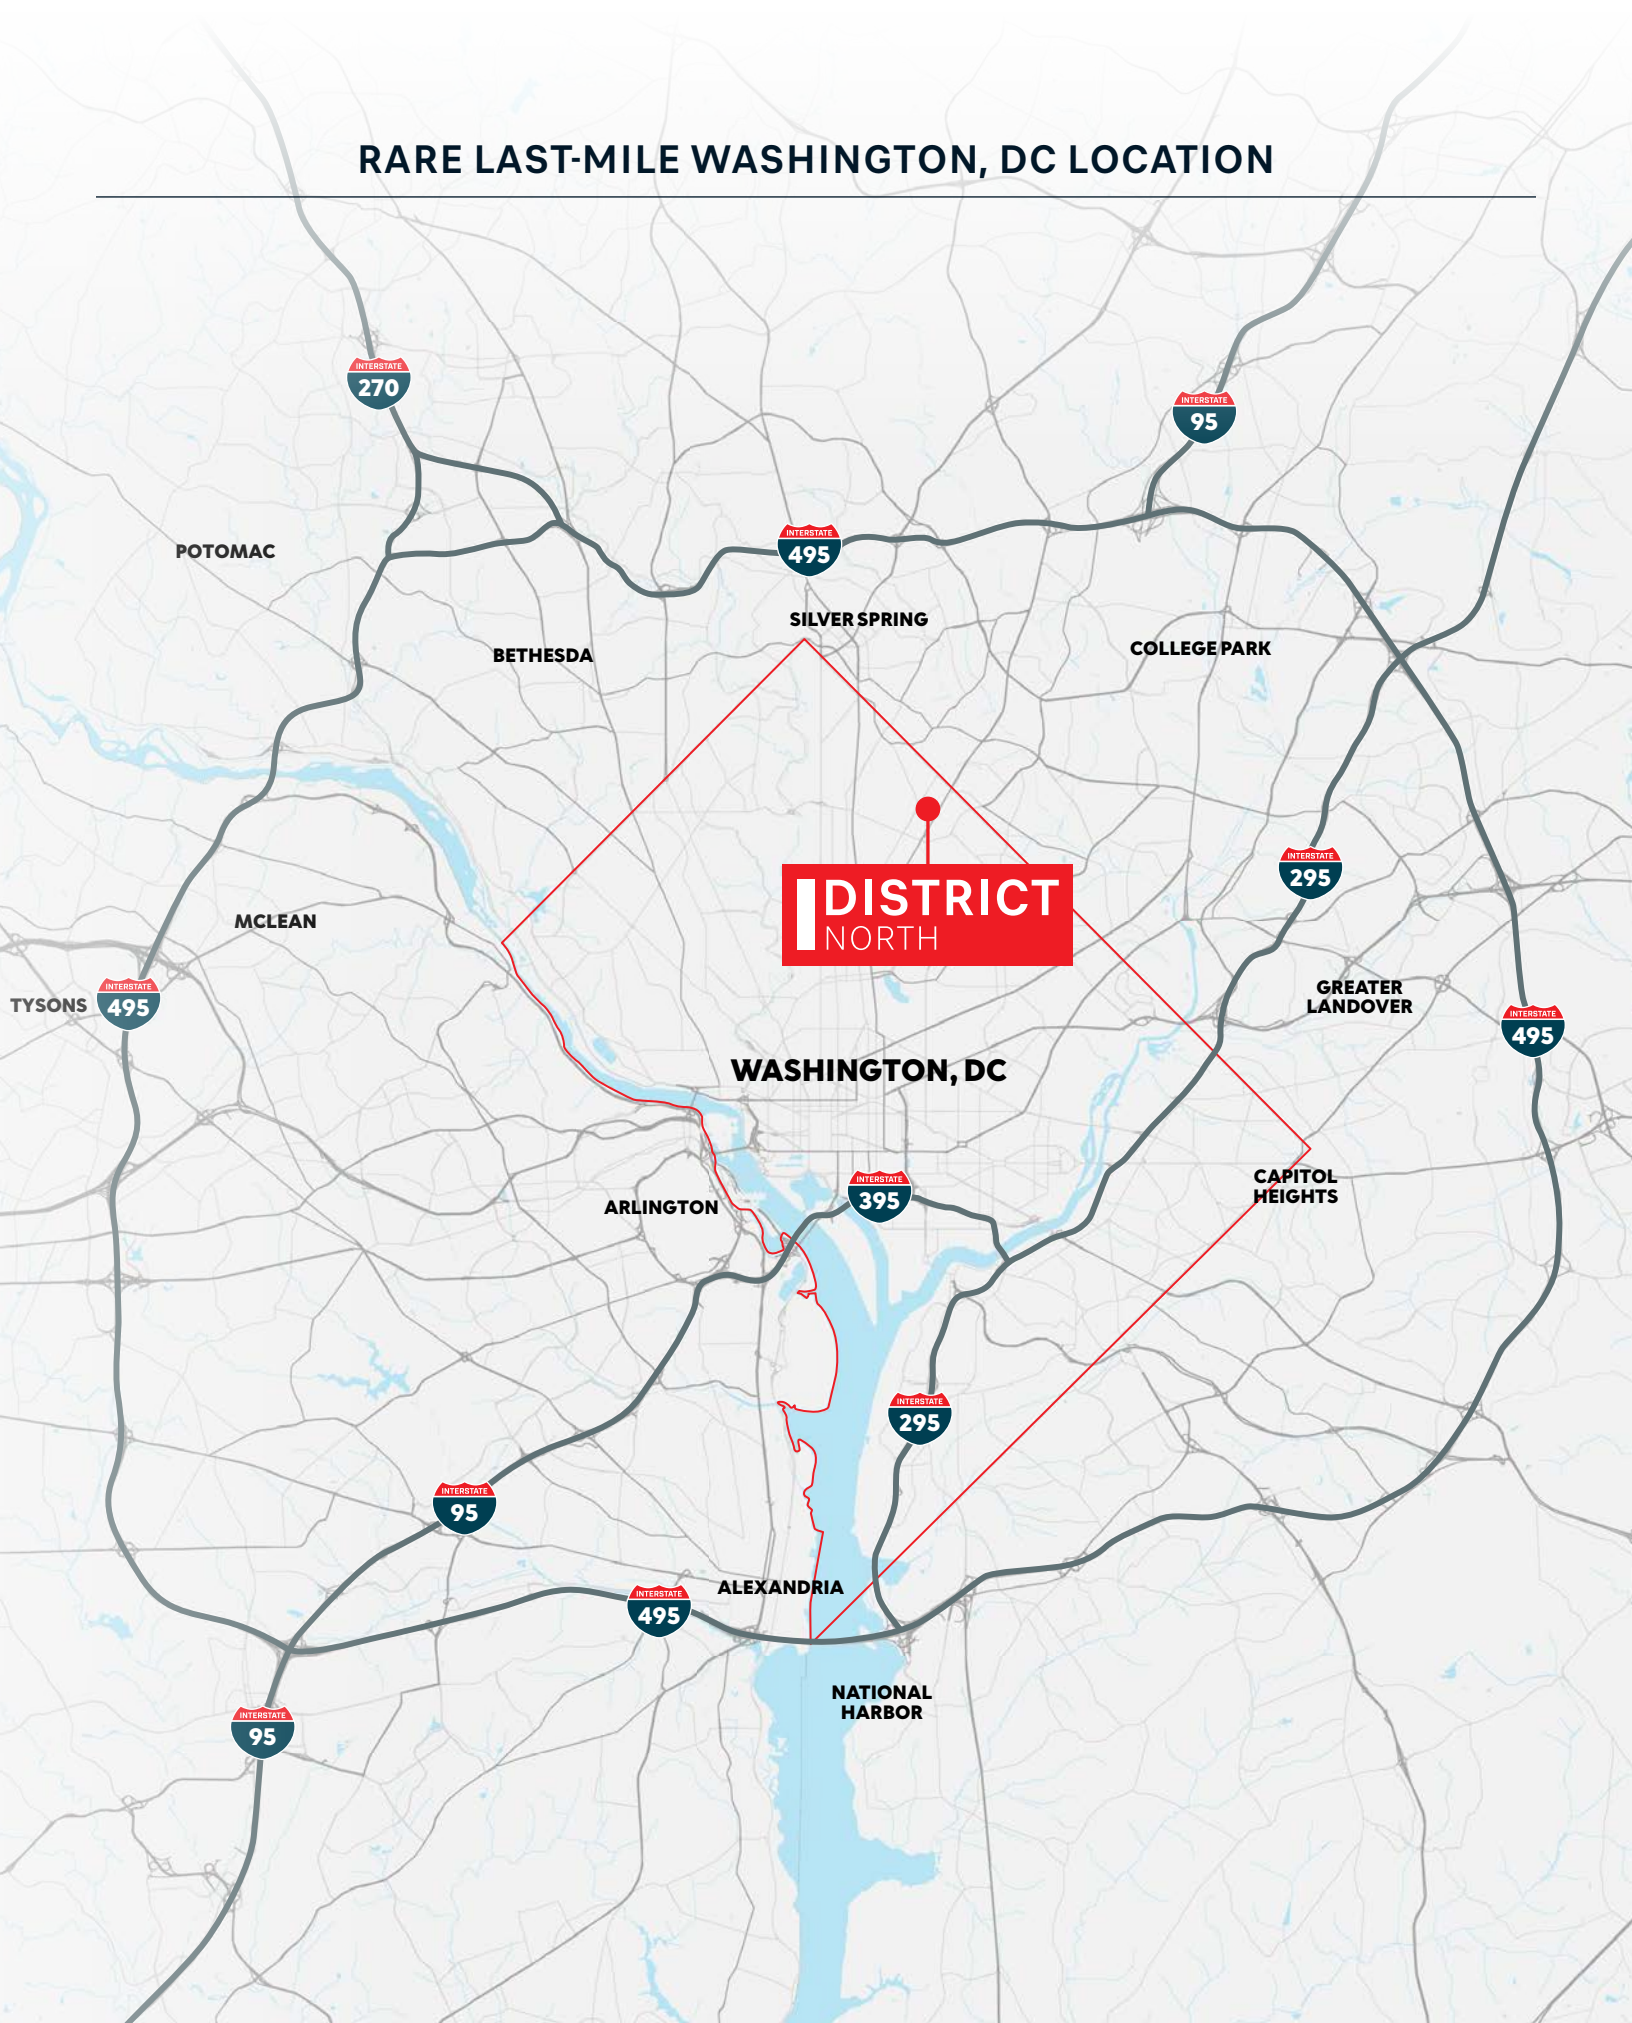 RARE LAST-MILE WASHINGTON, DC LOCATION
INTERSTATE
270
INTERSTATE
95
INTERSTATE
495
POTOMAC
SILVER SPRING
BETHESDA
COLLEGE PARK
INTERSTATE
295
DISTRICT
NORTH
MCLEAN
TYSONS
INTERSTATE
495
GREATER
LANDOVER
INTERSTATE
495
WASHINGTON, DC
CAPITOL
HEIGHTS
INTERSTATE
395
ARLINGTON
INTERSTATE
295
INTERSTATE
95
ALEXANDRIA
INTERSTATE
495
NATIONAL
HARBOR
INTERSTATE
95